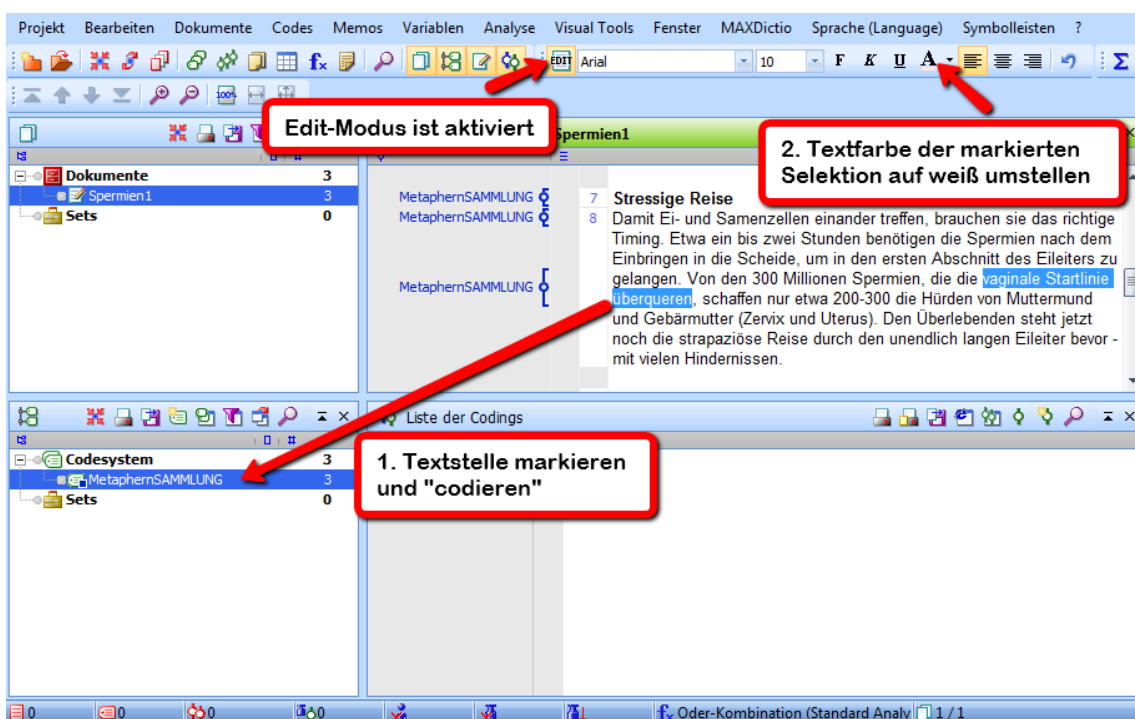 Projekt Bearbeiten Dokumente Codes Memos Variablen Analyse Visual Tools Fenster MAXDictio Sprache (Language) Symbolleisten ?
EDIT Arial 10 F K U A Σ
100%
Edit-Modus ist aktiviert
Spermien1
2. Textfarbe der markierten
Selektion auf weiß umstellen
Dokumente 3
Spermien1 3
Sets 0
MetaphernSAMMLUNG 7 Stressige Reise
MetaphernSAMMLUNG 8 Damit Ei- und Samenzellen einander treffen, brauchen sie das richtige
Timing. Etwa ein bis zwei Stunden benötigen die Spermien nach dem
Einbringen in die Scheide, um in den ersten Abschnitt des Eileiters zu
MetaphernSAMMLUNG gelangen. Von den 300 Millionen Spermien, die die vaginale Startlinie
überqueren, schaffen nur etwa 200-300 die Hürden von Muttermund
und Gebärmutter (Zervix und Uterus). Den Überlebenden steht jetzt
noch die strapaziöse Reise durch den unendlich langen Eileiter bevor -
mit vielen Hindernissen.
Liste der Codings
Codesystem 3
MetaphernSAMMLUNG 3
Sets 0
1. Textstelle markieren
und "codieren"
0 0 0 0 Oder-Kombination (Standard Analy 1 / 1